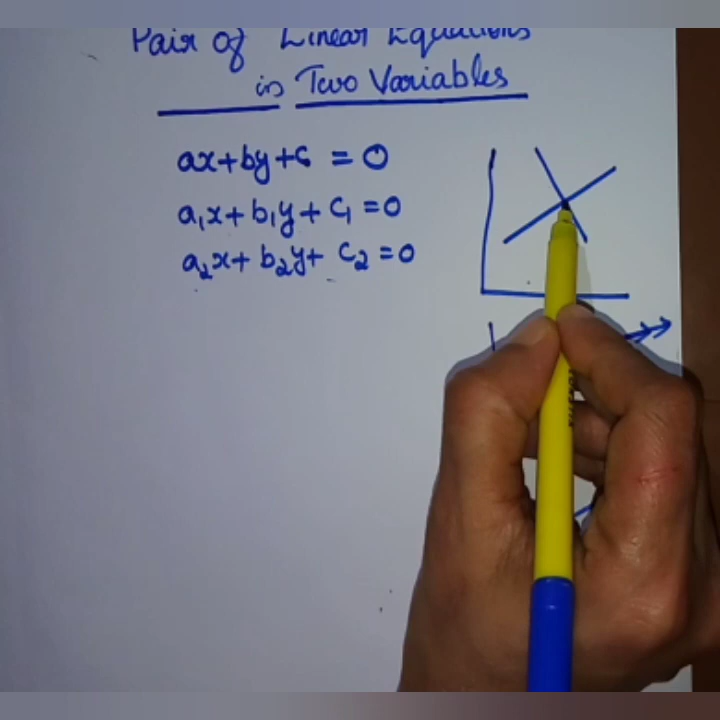 Pair of Linear Equations
in Two Variables
ax+by+c = 0
a₁x + b₁y + c₁ = 0
a₂x + b₂y + c₂ = 0